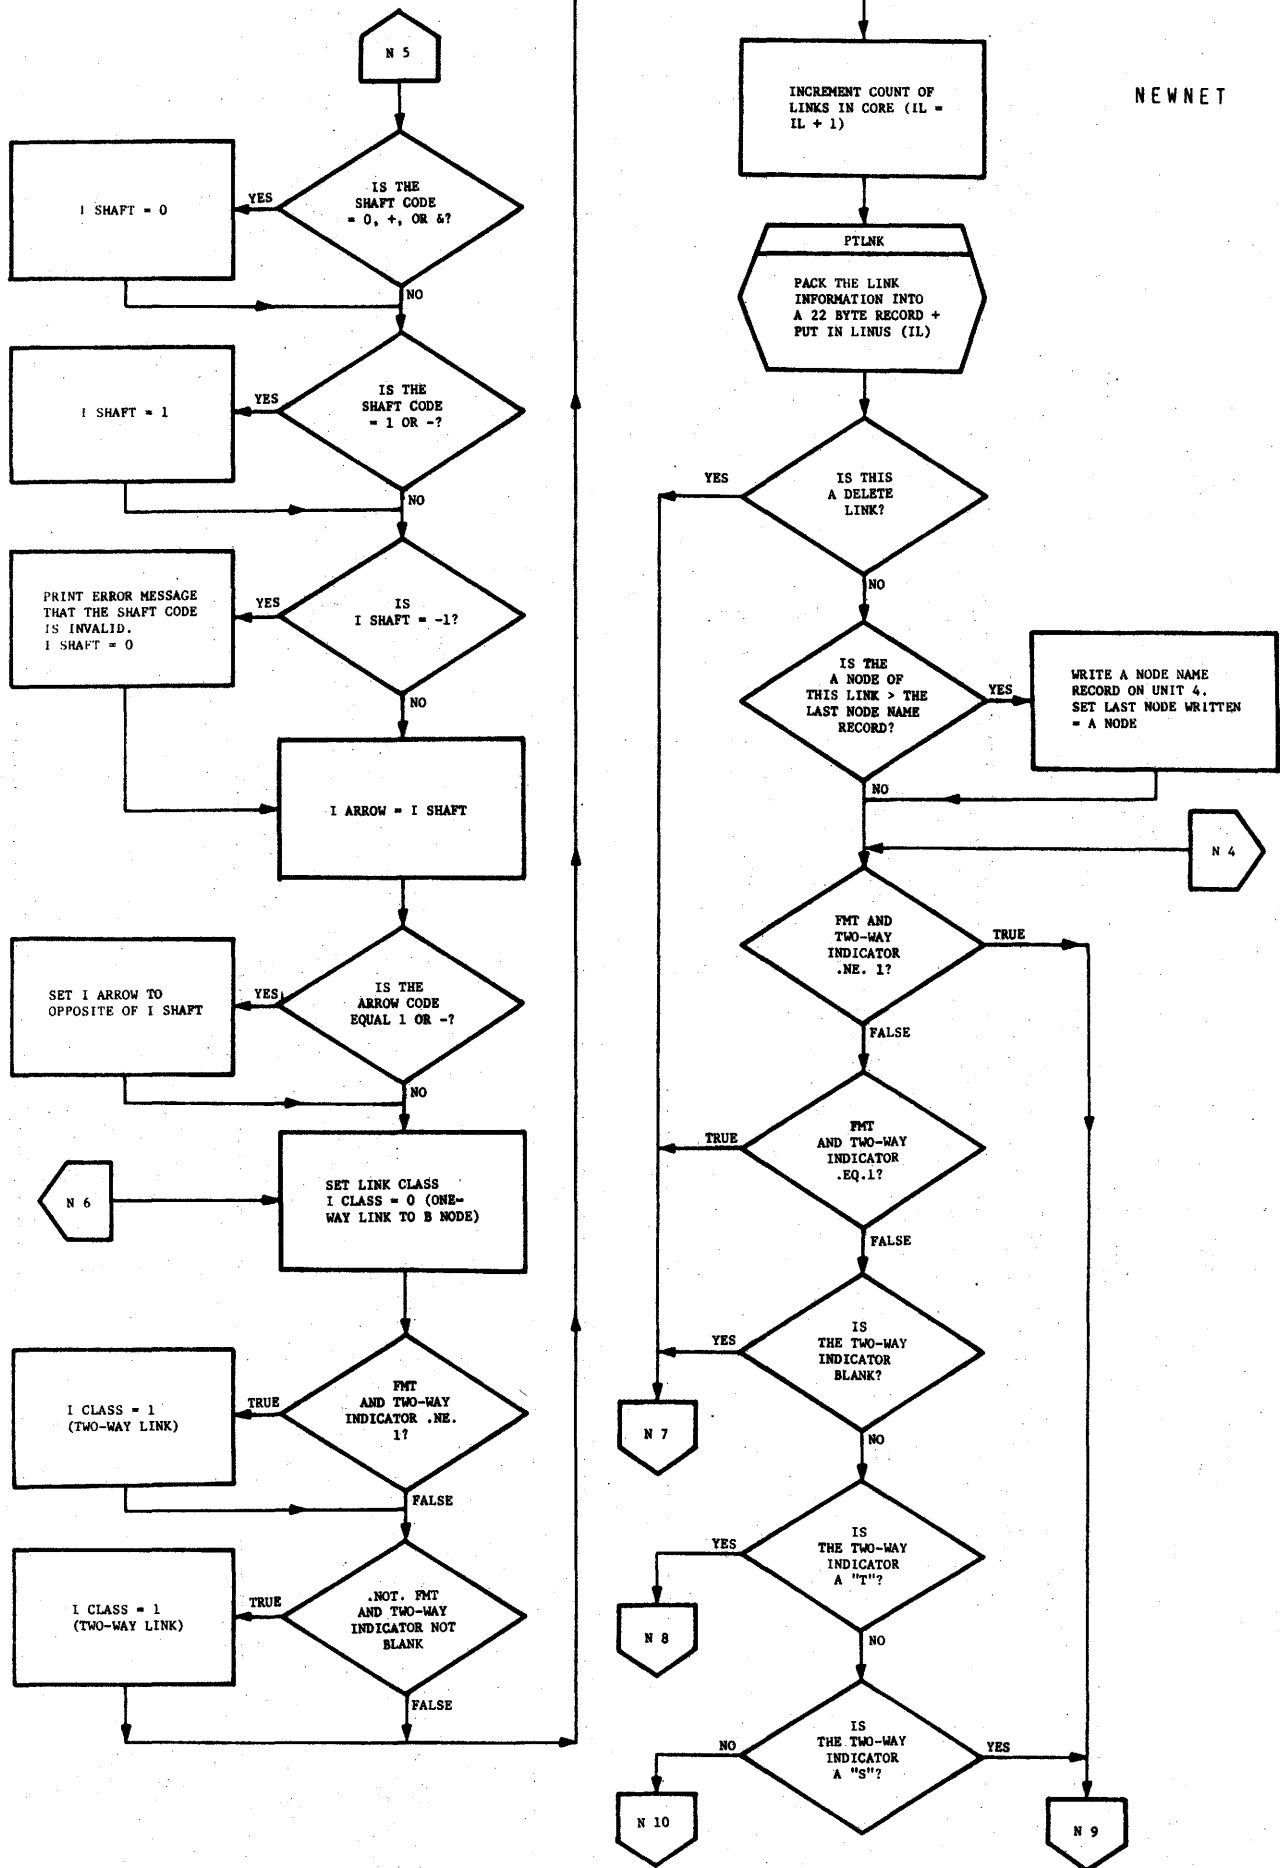 N 5
IS THE
SHAFT CODE
= 0, +, OR &?
YES
I SHAFT = 0
NO
IS THE
SHAFT CODE
= 1 OR -?
YES
I SHAFT = 1
NO
IS
I SHAFT = -1?
YES
PRINT ERROR MESSAGE
THAT THE SHAFT CODE
IS INVALID.
I SHAFT = 0
NO
I ARROW = I SHAFT
IS THE
ARROW CODE
EQUAL 1 OR -?
YES
SET I ARROW TO
OPPOSITE OF I SHAFT
NO
N 6
SET LINK CLASS
I CLASS = 0 (ONE-
WAY LINK TO B NODE)
FMT
AND TWO-WAY
INDICATOR .NE.
1?
TRUE
I CLASS = 1
(TWO-WAY LINK)
FALSE
.NOT. FMT
AND TWO-WAY
INDICATOR NOT
BLANK
TRUE
I CLASS = 1
(TWO-WAY LINK)
FALSE
NEWNET
INCREMENT COUNT OF
LINKS IN CORE (IL =
IL + 1)
PTLNK
PACK THE LINK
INFORMATION INTO
A 22 BYTE RECORD +
PUT IN LINUS (IL)
IS THIS
A DELETE
LINK?
YES
NO
IS THE
A NODE OF
THIS LINK > THE
LAST NODE NAME
RECORD?
YES
WRITE A NODE NAME
RECORD ON UNIT 4.
SET LAST NODE WRITTEN
= A NODE
NO
N 4
FMT AND
TWO-WAY
INDICATOR
.NE. 1?
TRUE
FALSE
FMT
AND TWO-WAY
INDICATOR
.EQ.1?
TRUE
FALSE
IS
THE TWO-WAY
INDICATOR
BLANK?
YES
N 7
NO
IS
THE TWO-WAY
INDICATOR
A "T"?
YES
N 8
NO
IS
THE TWO-WAY
INDICATOR
A "S"?
NO
YES
N 10
N 9